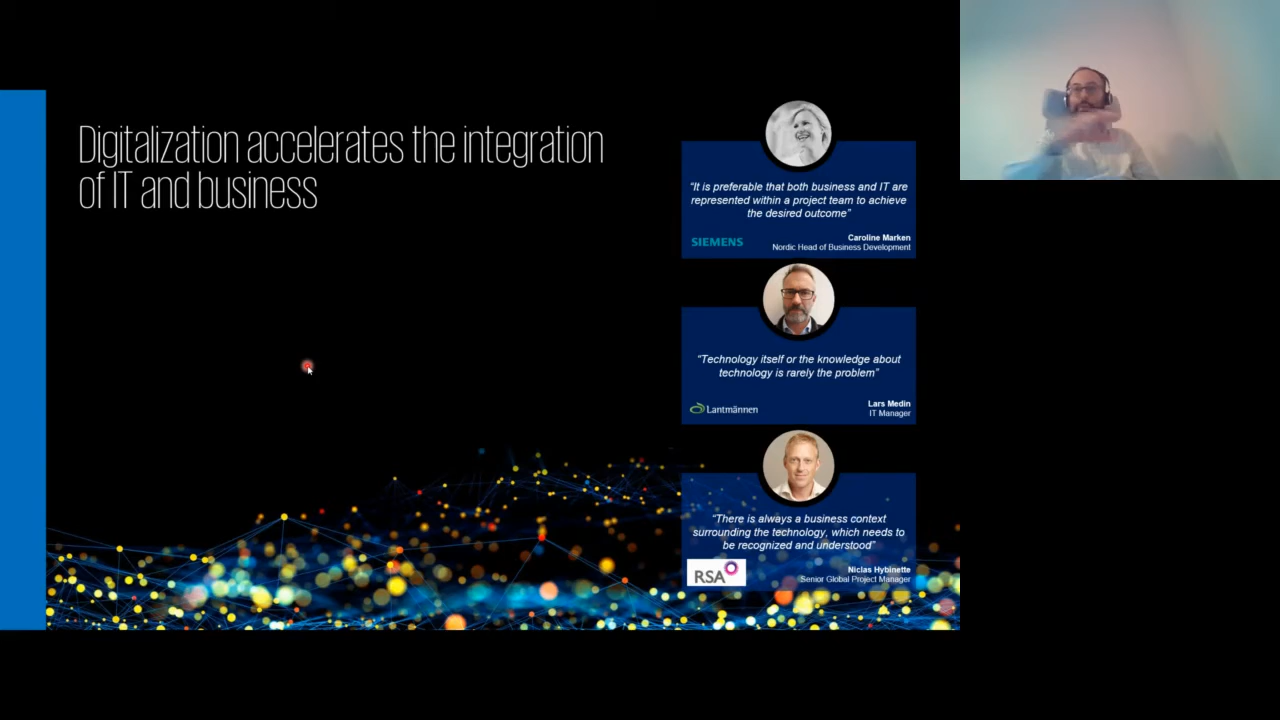 Digitalization accelerates the integration
of IT and business
“It is preferable that both business and IT are
represented within a project team to achieve
the desired outcome”
SIEMENS
Caroline Marken
Nordic Head of Business Development
“Technology itself or the knowledge about
technology is rarely the problem”
Lantmännen
Lars Medin
IT Manager
“There is always a business context
surrounding the technology, which needs to
be recognized and understood”
RSA
Niclas Hybinette
Senior Global Project Manager